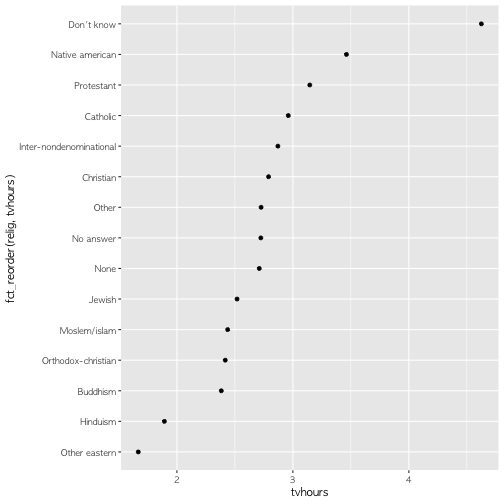 Don't know
Native american
Protestant
Catholic
Inter-nondenominational
Christian
Other
No answer
None
Jewish
Moslem/islam
Orthodox-christian
Buddhism
Hinduism
Other eastern
fct_reorder(relig, tvhours)
2 3 4
tvhours